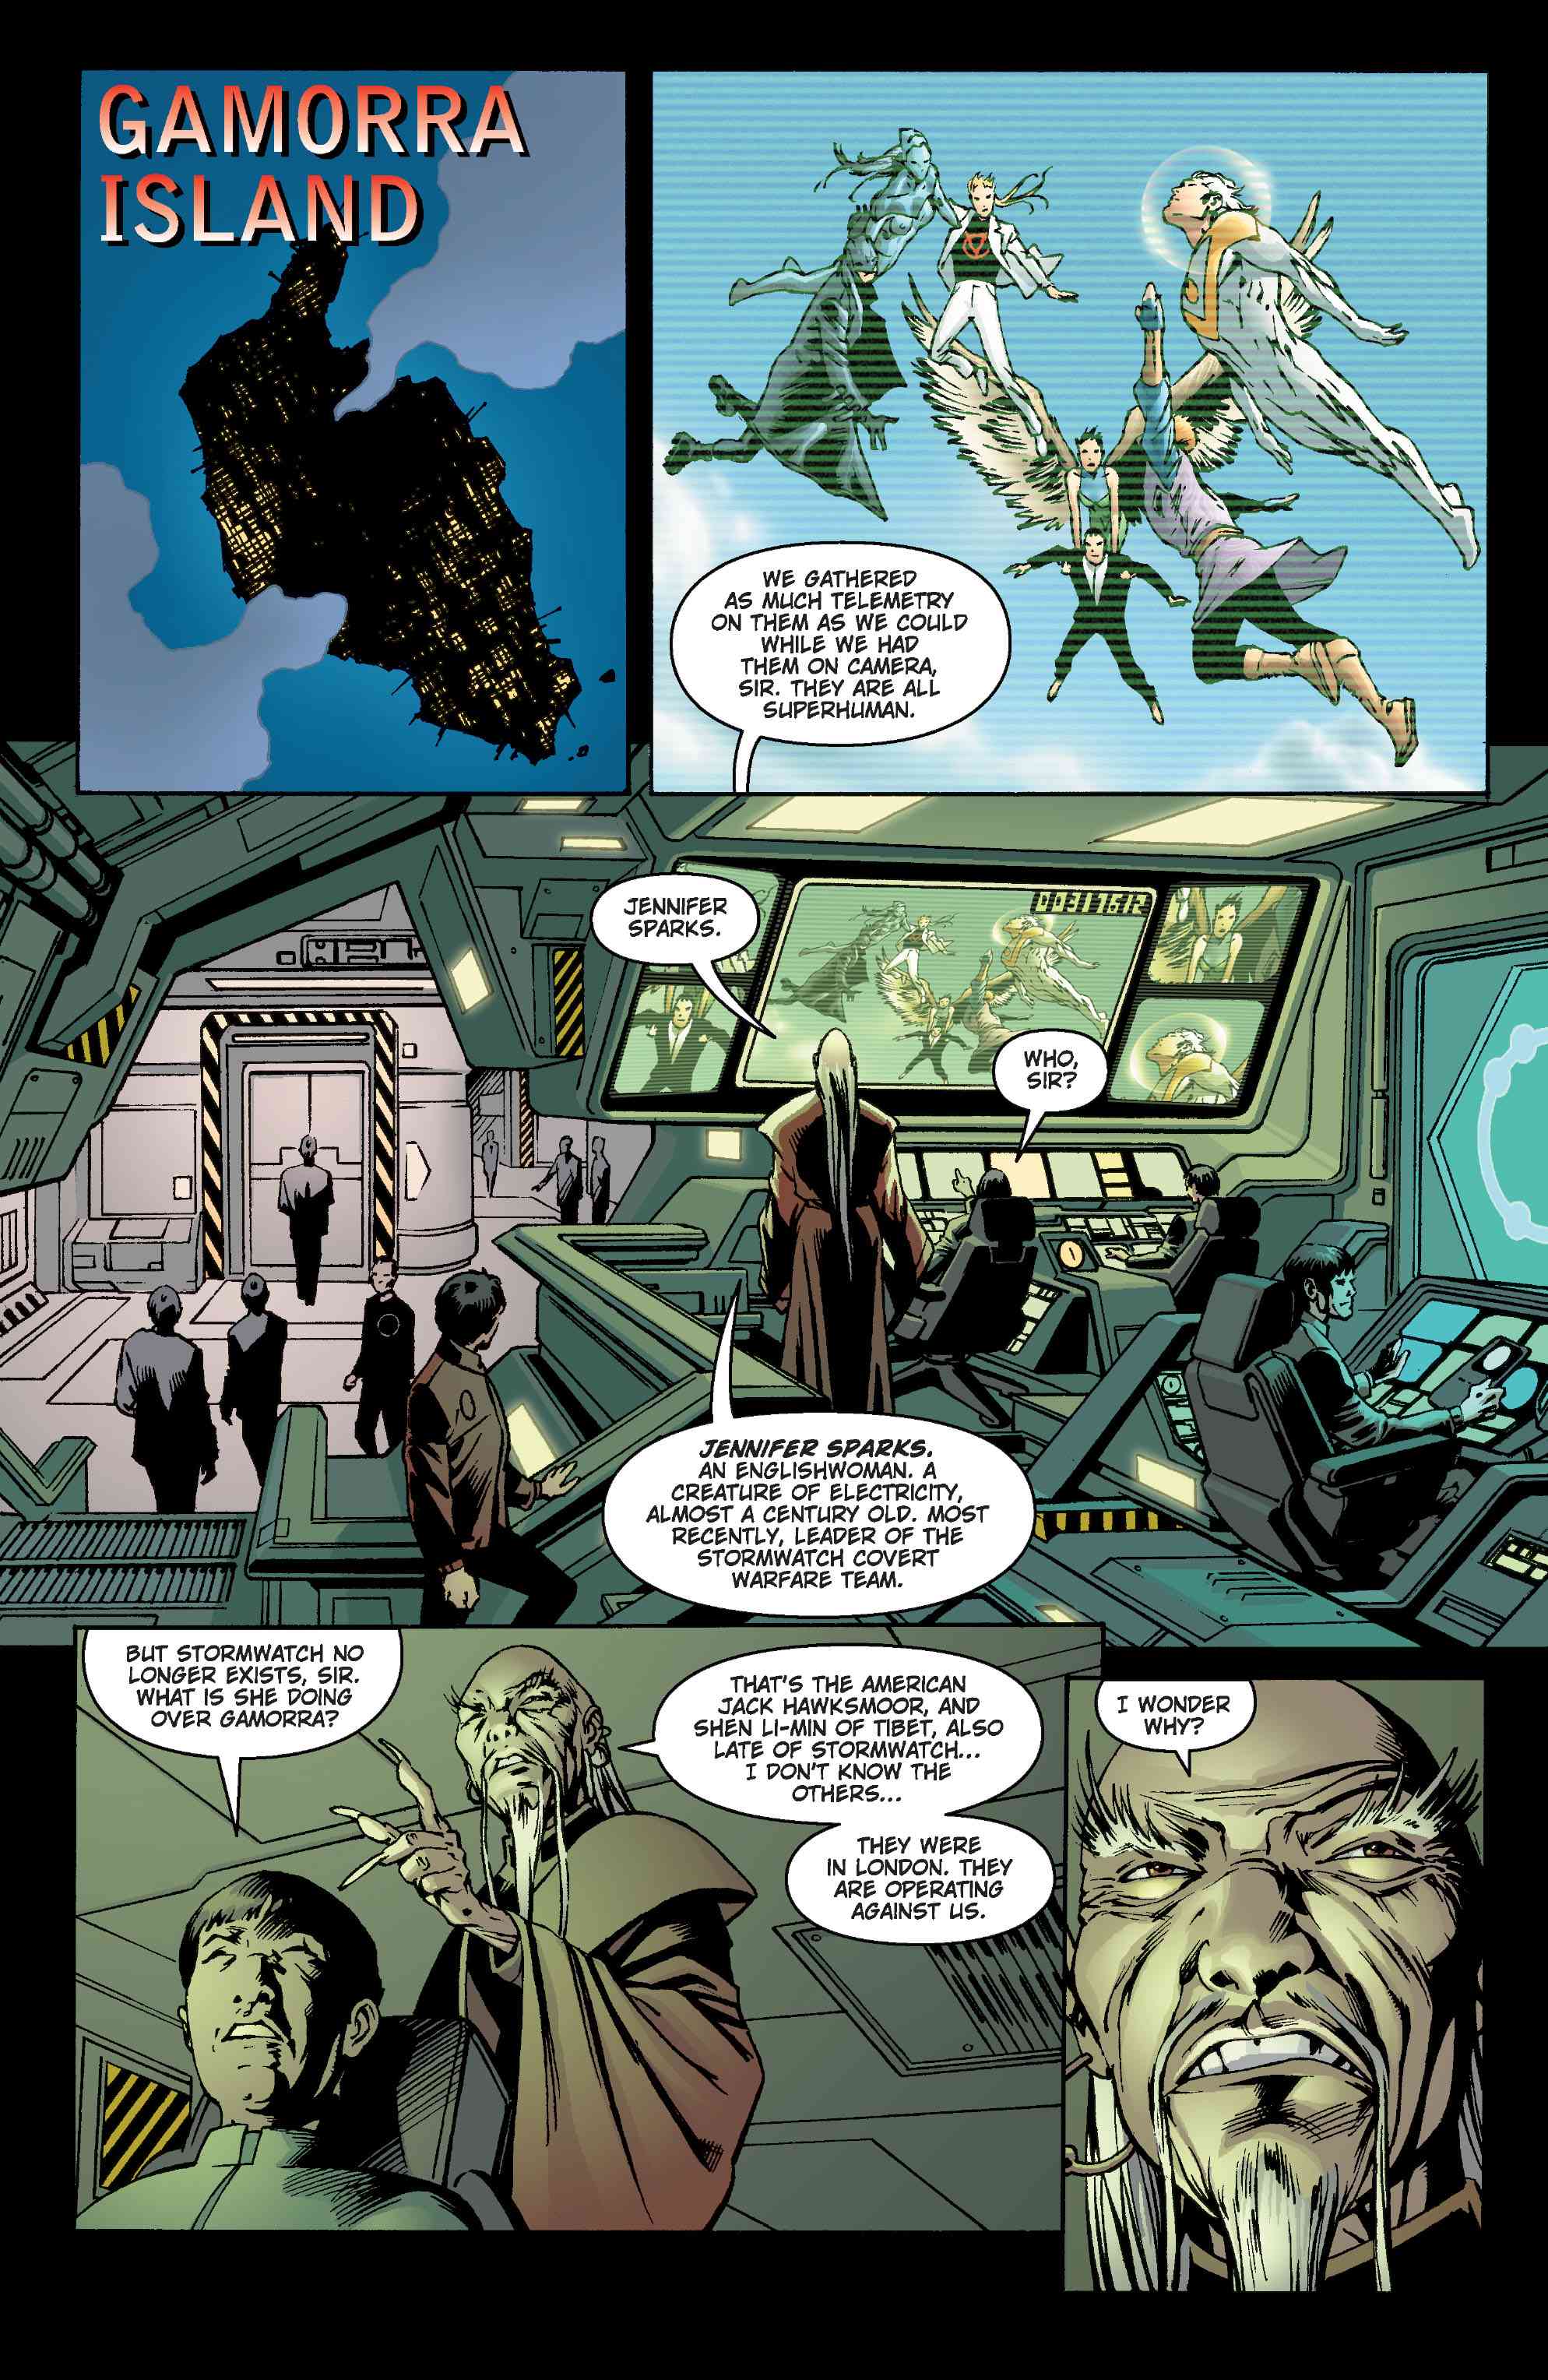 GAMORRA
ISLAND
WE GATHERED
AS MUCH TELEMETRY
ON THEM AS WE COULD
WHILE WE HAD
THEM ON CAMERA,
SIR. THEY ARE ALL
SUPERHUMAN.
JENNIFER
SPARKS.
00317612
WHO,
SIR?
JENNIFER SPARKS.
AN ENGLISHWOMAN. A
CREATURE OF ELECTRICITY,
ALMOST A CENTURY OLD. MOST
RECENTLY, LEADER OF THE
STORMWATCH COVERT
WARFARE TEAM.
BUT STORMWATCH NO
LONGER EXISTS, SIR.
WHAT IS SHE DOING
OVER GAMORRA?
THAT'S THE AMERICAN
JACK HAWKSMOOR, AND
SHEN LI-MIN OF TIBET, ALSO
LATE OF STORMWATCH...
I DON'T KNOW THE
OTHERS...
THEY WERE
IN LONDON. THEY
ARE OPERATING
AGAINST US.
I WONDER
WHY?